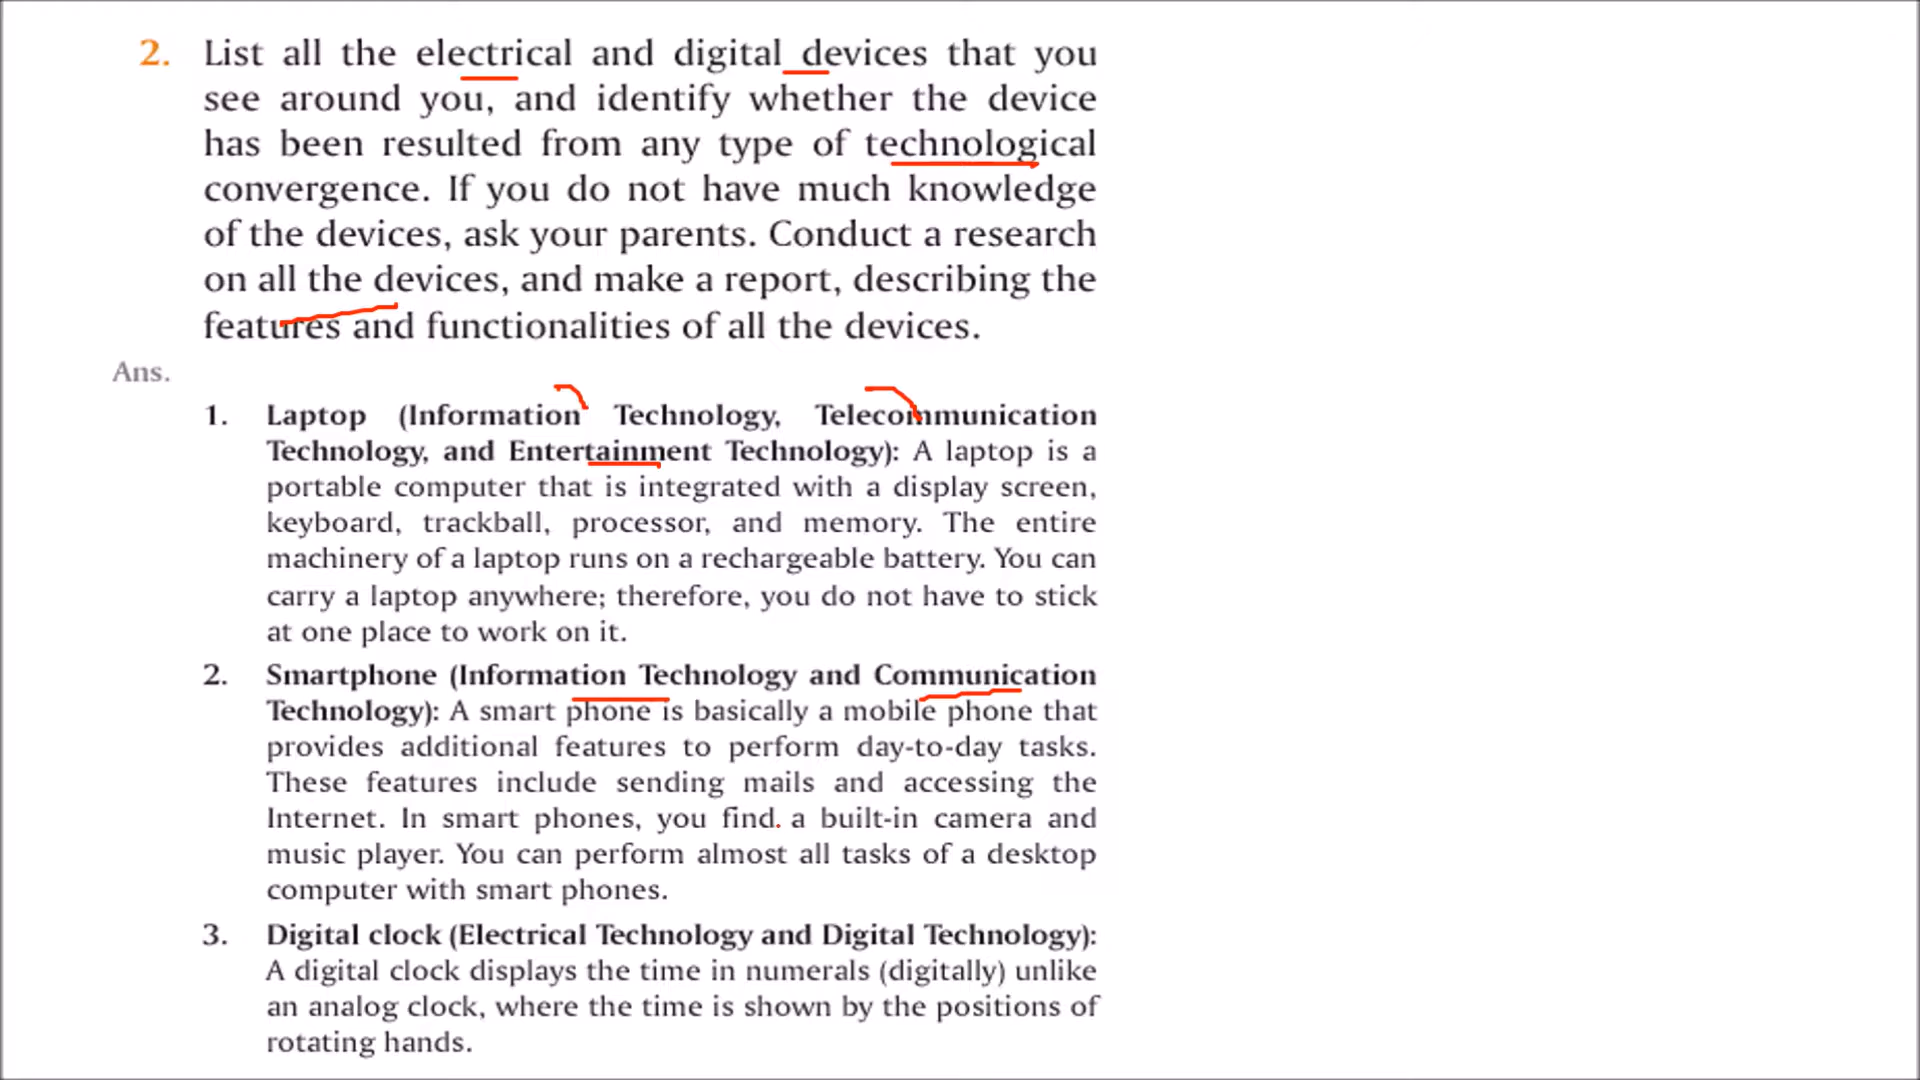 2. List all the electrical and digital devices that you
see around you, and identify whether the device
has been resulted from any type of technological
convergence. If you do not have much knowledge
of the devices, ask your parents. Conduct a research
on all the devices, and make a report, describing the
features and functionalities of all the devices.
Ans.
1. Laptop (Information Technology, Telecommunication
Technology, and Entertainment Technology): A laptop is a
portable computer that is integrated with a display screen,
keyboard, trackball, processor, and memory. The entire
machinery of a laptop runs on a rechargeable battery. You can
carry a laptop anywhere; therefore, you do not have to stick
at one place to work on it.
2. Smartphone (Information Technology and Communication
Technology): A smart phone is basically a mobile phone that
provides additional features to perform day-to-day tasks.
These features include sending mails and accessing the
Internet. In smart phones, you find a built-in camera and
music player. You can perform almost all tasks of a desktop
computer with smart phones.
3. Digital clock (Electrical Technology and Digital Technology):
A digital clock displays the time in numerals (digitally) unlike
an analog clock, where the time is shown by the positions of
rotating hands.